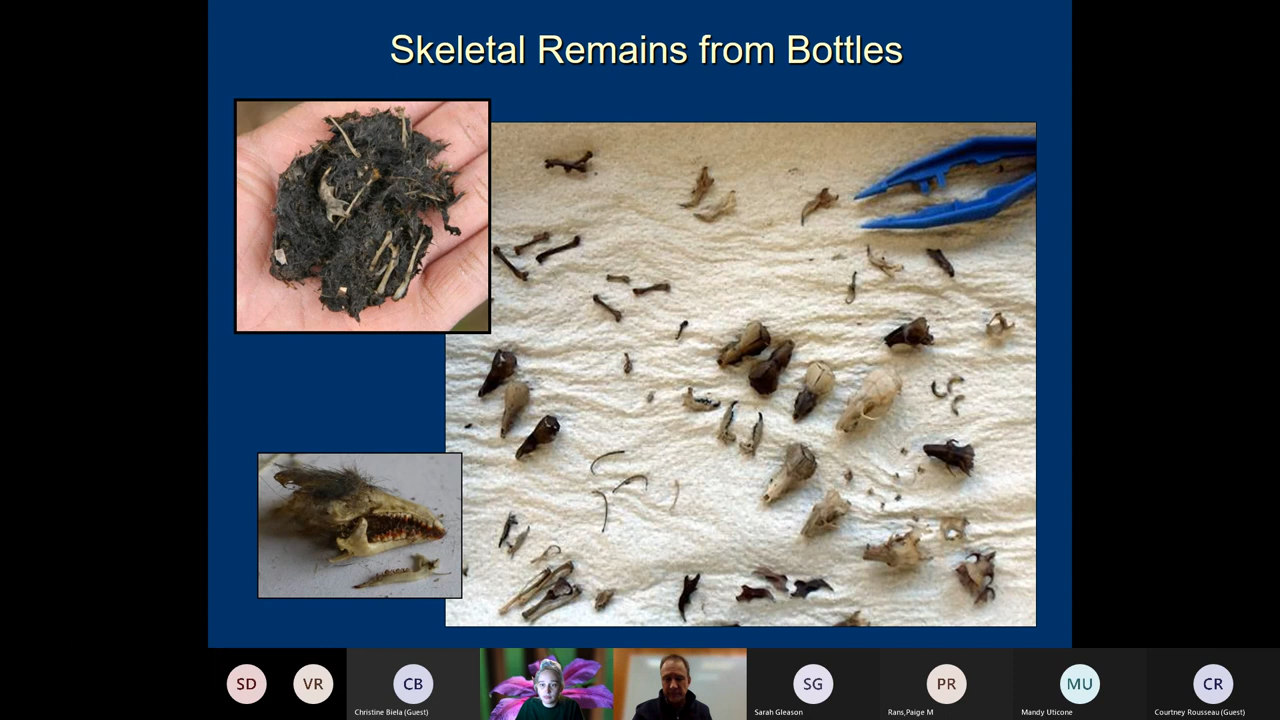 Skeletal Remains from Bottles
SD
VR
CB
Christine Biela (Guest)
SG
Sarah Gleason
PR
Rans,Paige M
MU
Mandy Uticone
CR
Courtney Rousseau (Guest)